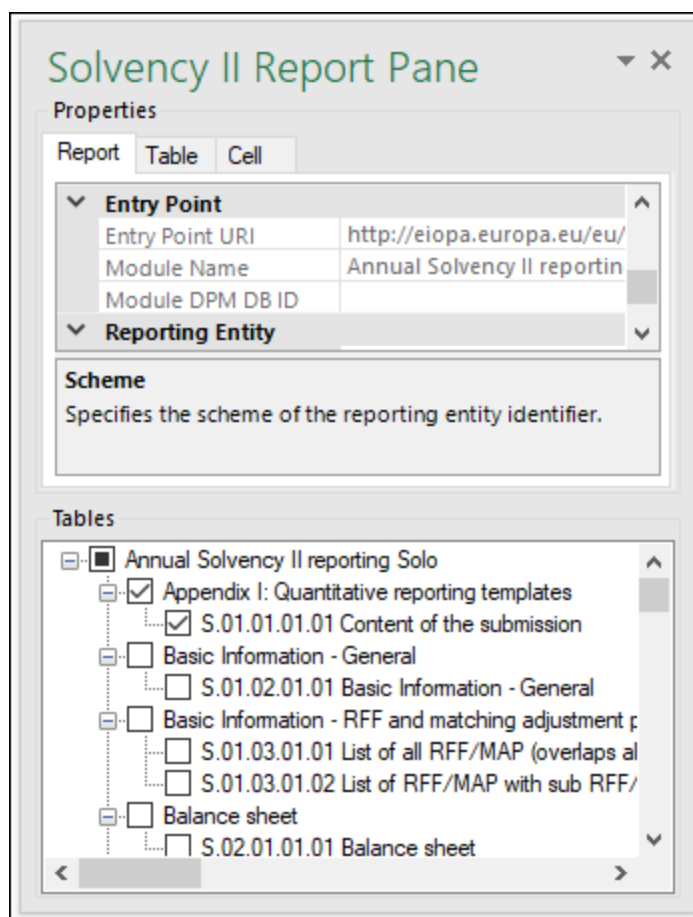 Solvency II Report Pane
Properties
Report Table Cell
Entry Point
Entry Point URI http://eiopa.europa.eu/eu/
Module Name Annual Solvency II reportin
Module DPM DB ID
Reporting Entity
Scheme
Specifies the scheme of the reporting entity identifier.
Tables
Annual Solvency II reporting Solo
Appendix I: Quantitative reporting templates
S.01.01.01.01 Content of the submission
Basic Information - General
S.01.02.01.01 Basic Information - General
Basic Information - RFF and matching adjustment p
S.01.03.01.01 List of all RFF/MAP (overlaps al
S.01.03.01.02 List of RFF/MAP with sub RFF/
Balance sheet
S.02.01.01.01 Balance sheet